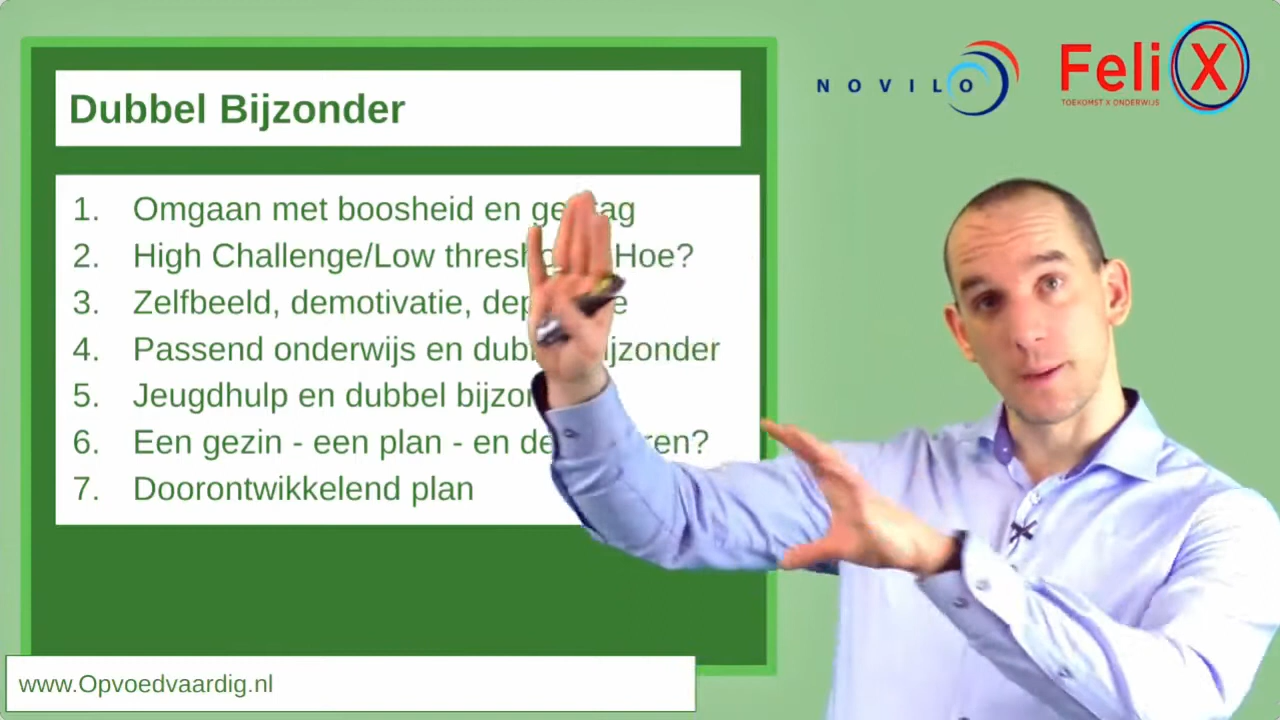 Dubbel Bijzonder
NOVILO
FeliX
TOEKOMST X ONDERWIJS
1. Omgaan met boosheid en
2. High Challenge/Low Hoe?
3. Zelfbeeld, demotivatie,
4. Passend onderwijs en
5. Jeugdhulp en dubbel
6. Een gezin - een plan - en
7. Doorontwikkelend plan
www.Opvoedvaardig.nl